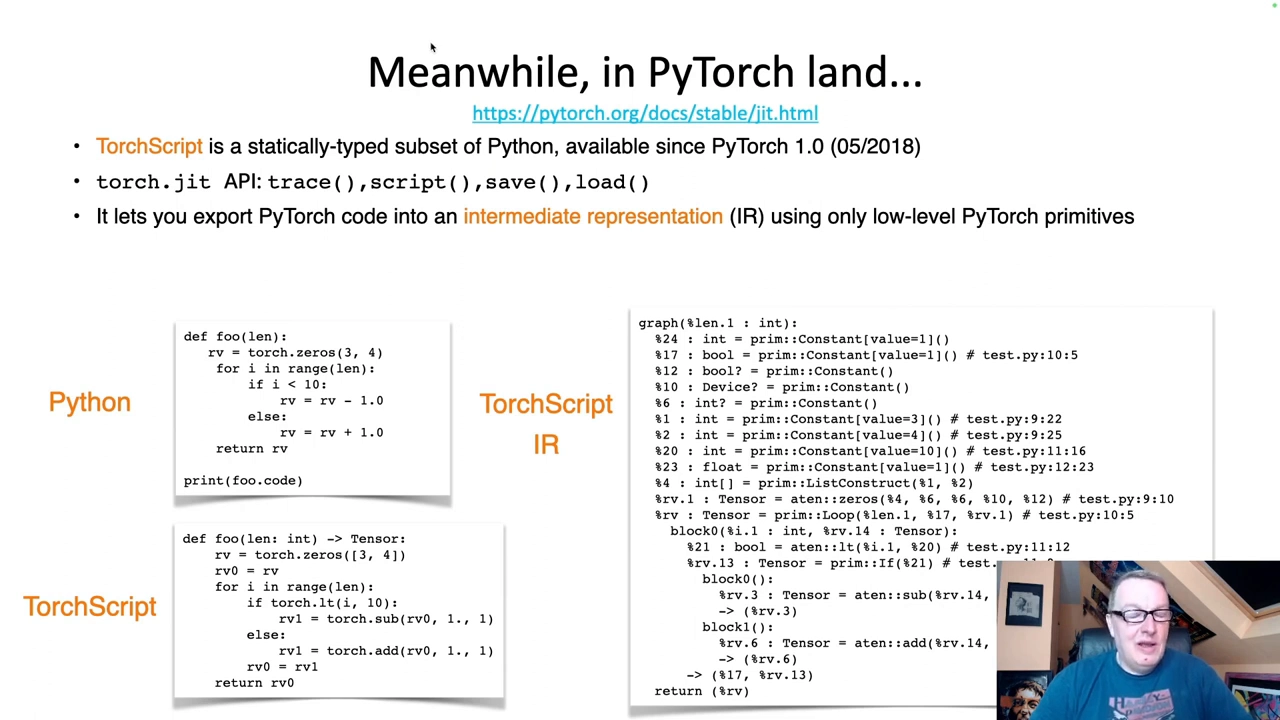 Meanwhile, in PyTorch land...
https://pytorch.org/docs/stable/jit.html
• TorchScript is a statically-typed subset of Python, available since PyTorch 1.0 (05/2018)
• torch.jit API: trace(),script(),save(),load()
• It lets you export PyTorch code into an intermediate representation (IR) using only low-level PyTorch primitives
Python
def foo(len):
   rv = torch.zeros(3, 4)
    for i in range(len):
        if i < 10:
            rv = rv - 1.0
        else:
            rv = rv + 1.0
    return rv
print(foo.code)
TorchScript
def foo(len: int) -> Tensor:
    rv = torch.zeros([3, 4])
    rv0 = rv
    for i in range(len):
        if torch.lt(i, 10):
            rv1 = torch.sub(rv0, 1., 1)
        else:
            rv1 = torch.add(rv0, 1., 1)
        rv0 = rv1
    return rv0
TorchScript
IR
graph(%len.1 : int):
  %24 : int = prim::Constant[value=1]()
  %17 : bool = prim::Constant[value=1]() # test.py:10:5
  %12 : bool? = prim::Constant()
  %10 : Device? = prim::Constant()
  %6 : int? = prim::Constant()
  %1 : int = prim::Constant[value=3]() # test.py:9:22
  %2 : int = prim::Constant[value=4]() # test.py:9:25
  %20 : int = prim::Constant[value=10]() # test.py:11:16
  %23 : float = prim::Constant[value=1]() # test.py:12:23
  %4 : int[] = prim::ListConstruct(%1, %2)
  %rv.1 : Tensor = aten::zeros(%4, %6, %6, %10, %12) # test.py:9:10
  %rv : Tensor = prim::Loop(%len.1, %17, %rv.1) # test.py:10:5
    block0(%i.1 : int, %rv.14 : Tensor):
      %21 : bool = aten::lt(%i.1, %20) # test.py:11:12
      %rv.13 : Tensor = prim::If(%21) # test.
        block0():
          %rv.3 : Tensor = aten::sub(%rv.14,
          -> (%rv.3)
        block1():
          %rv.6 : Tensor = aten::add(%rv.14,
          -> (%rv.6)
      -> (%17, %rv.13)
  return (%rv)